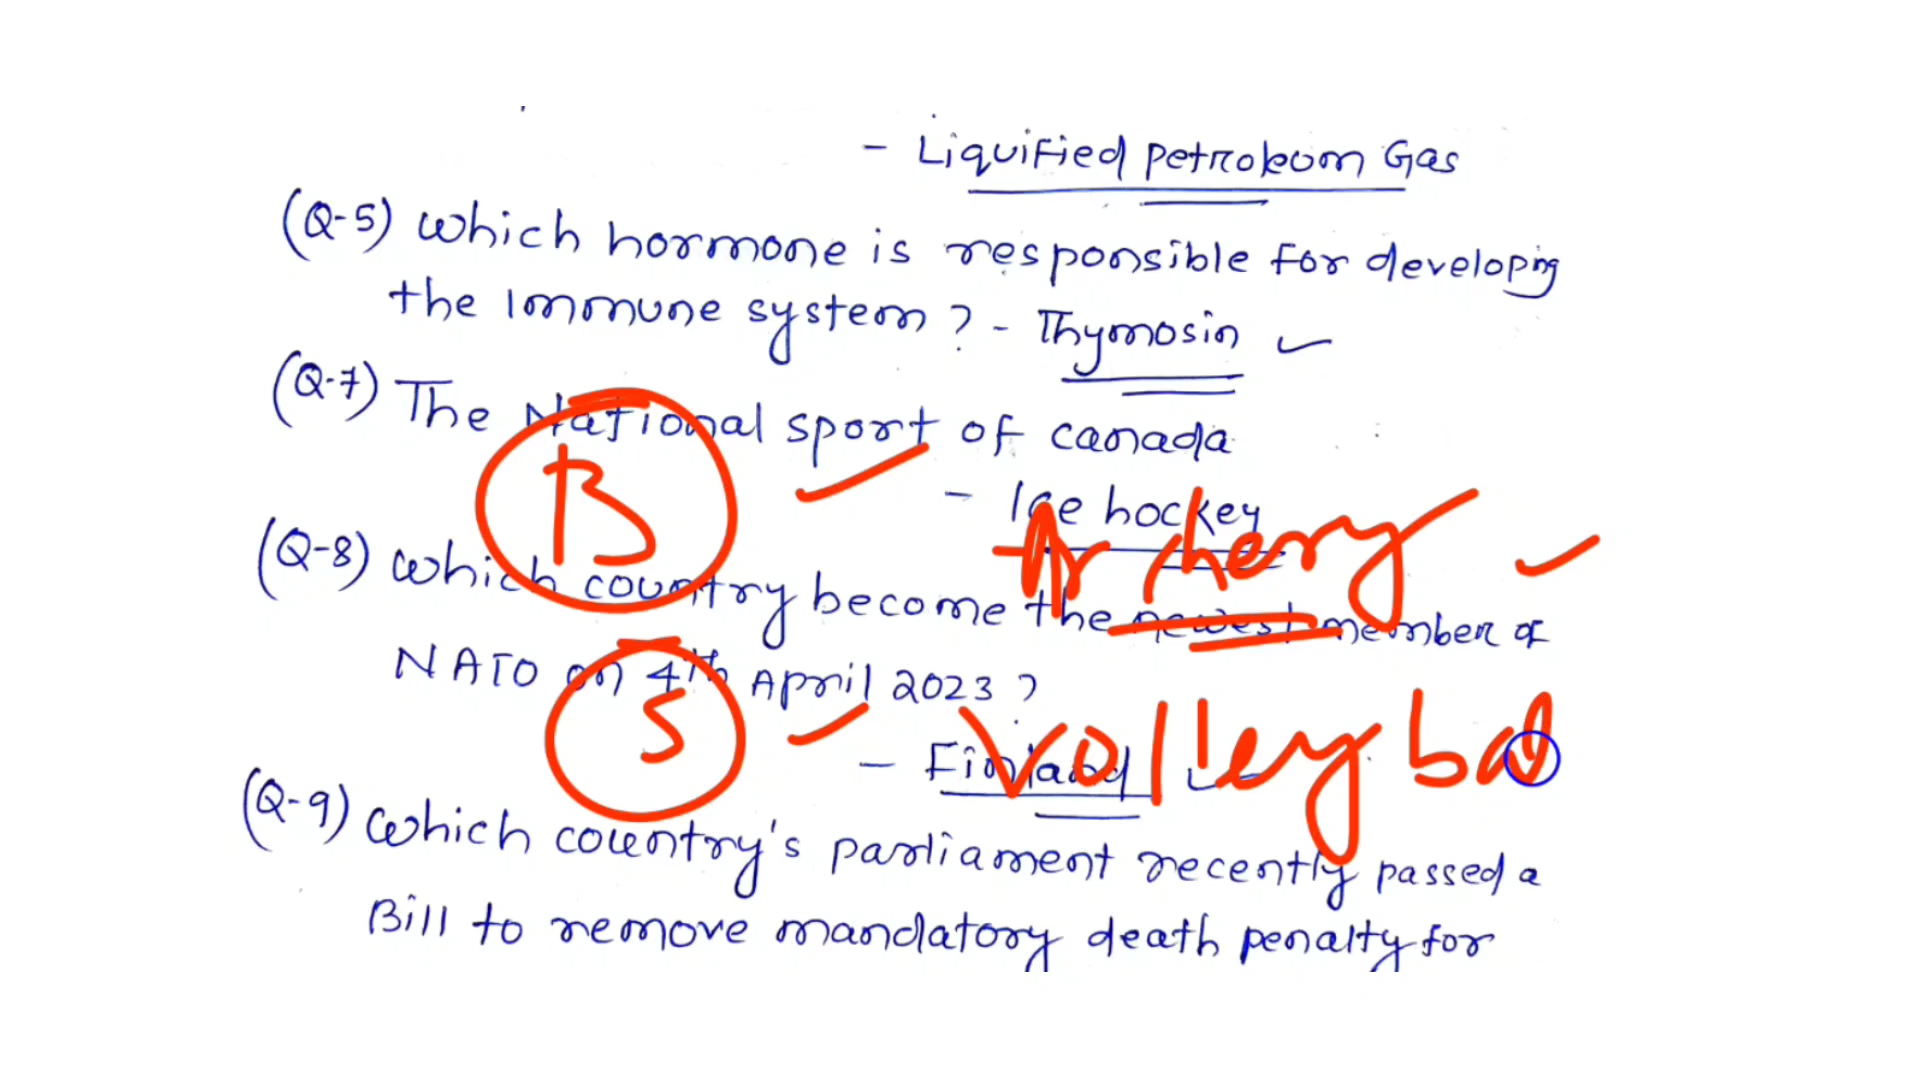 - Liquified Petroleum Gas
(Q-5) Which hormone is responsible for developing
the Immune system ? - Thymosin
(Q-7) The National sport of canada
B
- Ice hockey
Archery
(Q-8) Which country become the newest member of
NATO on 4th April 2023 ?
S
- Finland
Volleybal
(Q-9) Which country's parliament recently passed a
Bill to remove mandatory death penalty for